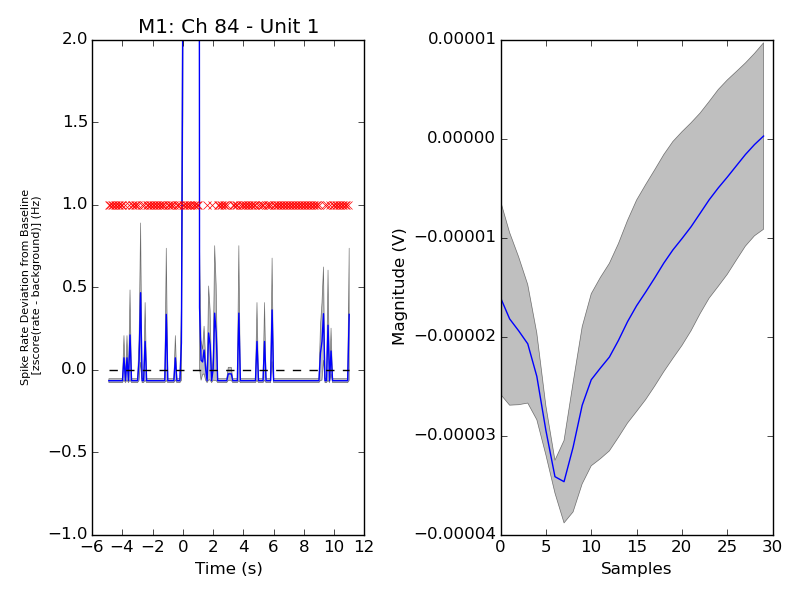 M1: Ch 84 - Unit 1
2.0
1.5
1.0
0.5
0.0
−0.5
−1.0
−6 −4 −2 0 2 4 6 8 10 12
Time (s)
Spike Rate Deviation from Baseline
[zscore(rate - background)] (Hz)
0.00001
0.00000
−0.00001
−0.00002
−0.00003
−0.00004
0 5 10 15 20 25 30
Samples
Magnitude (V)